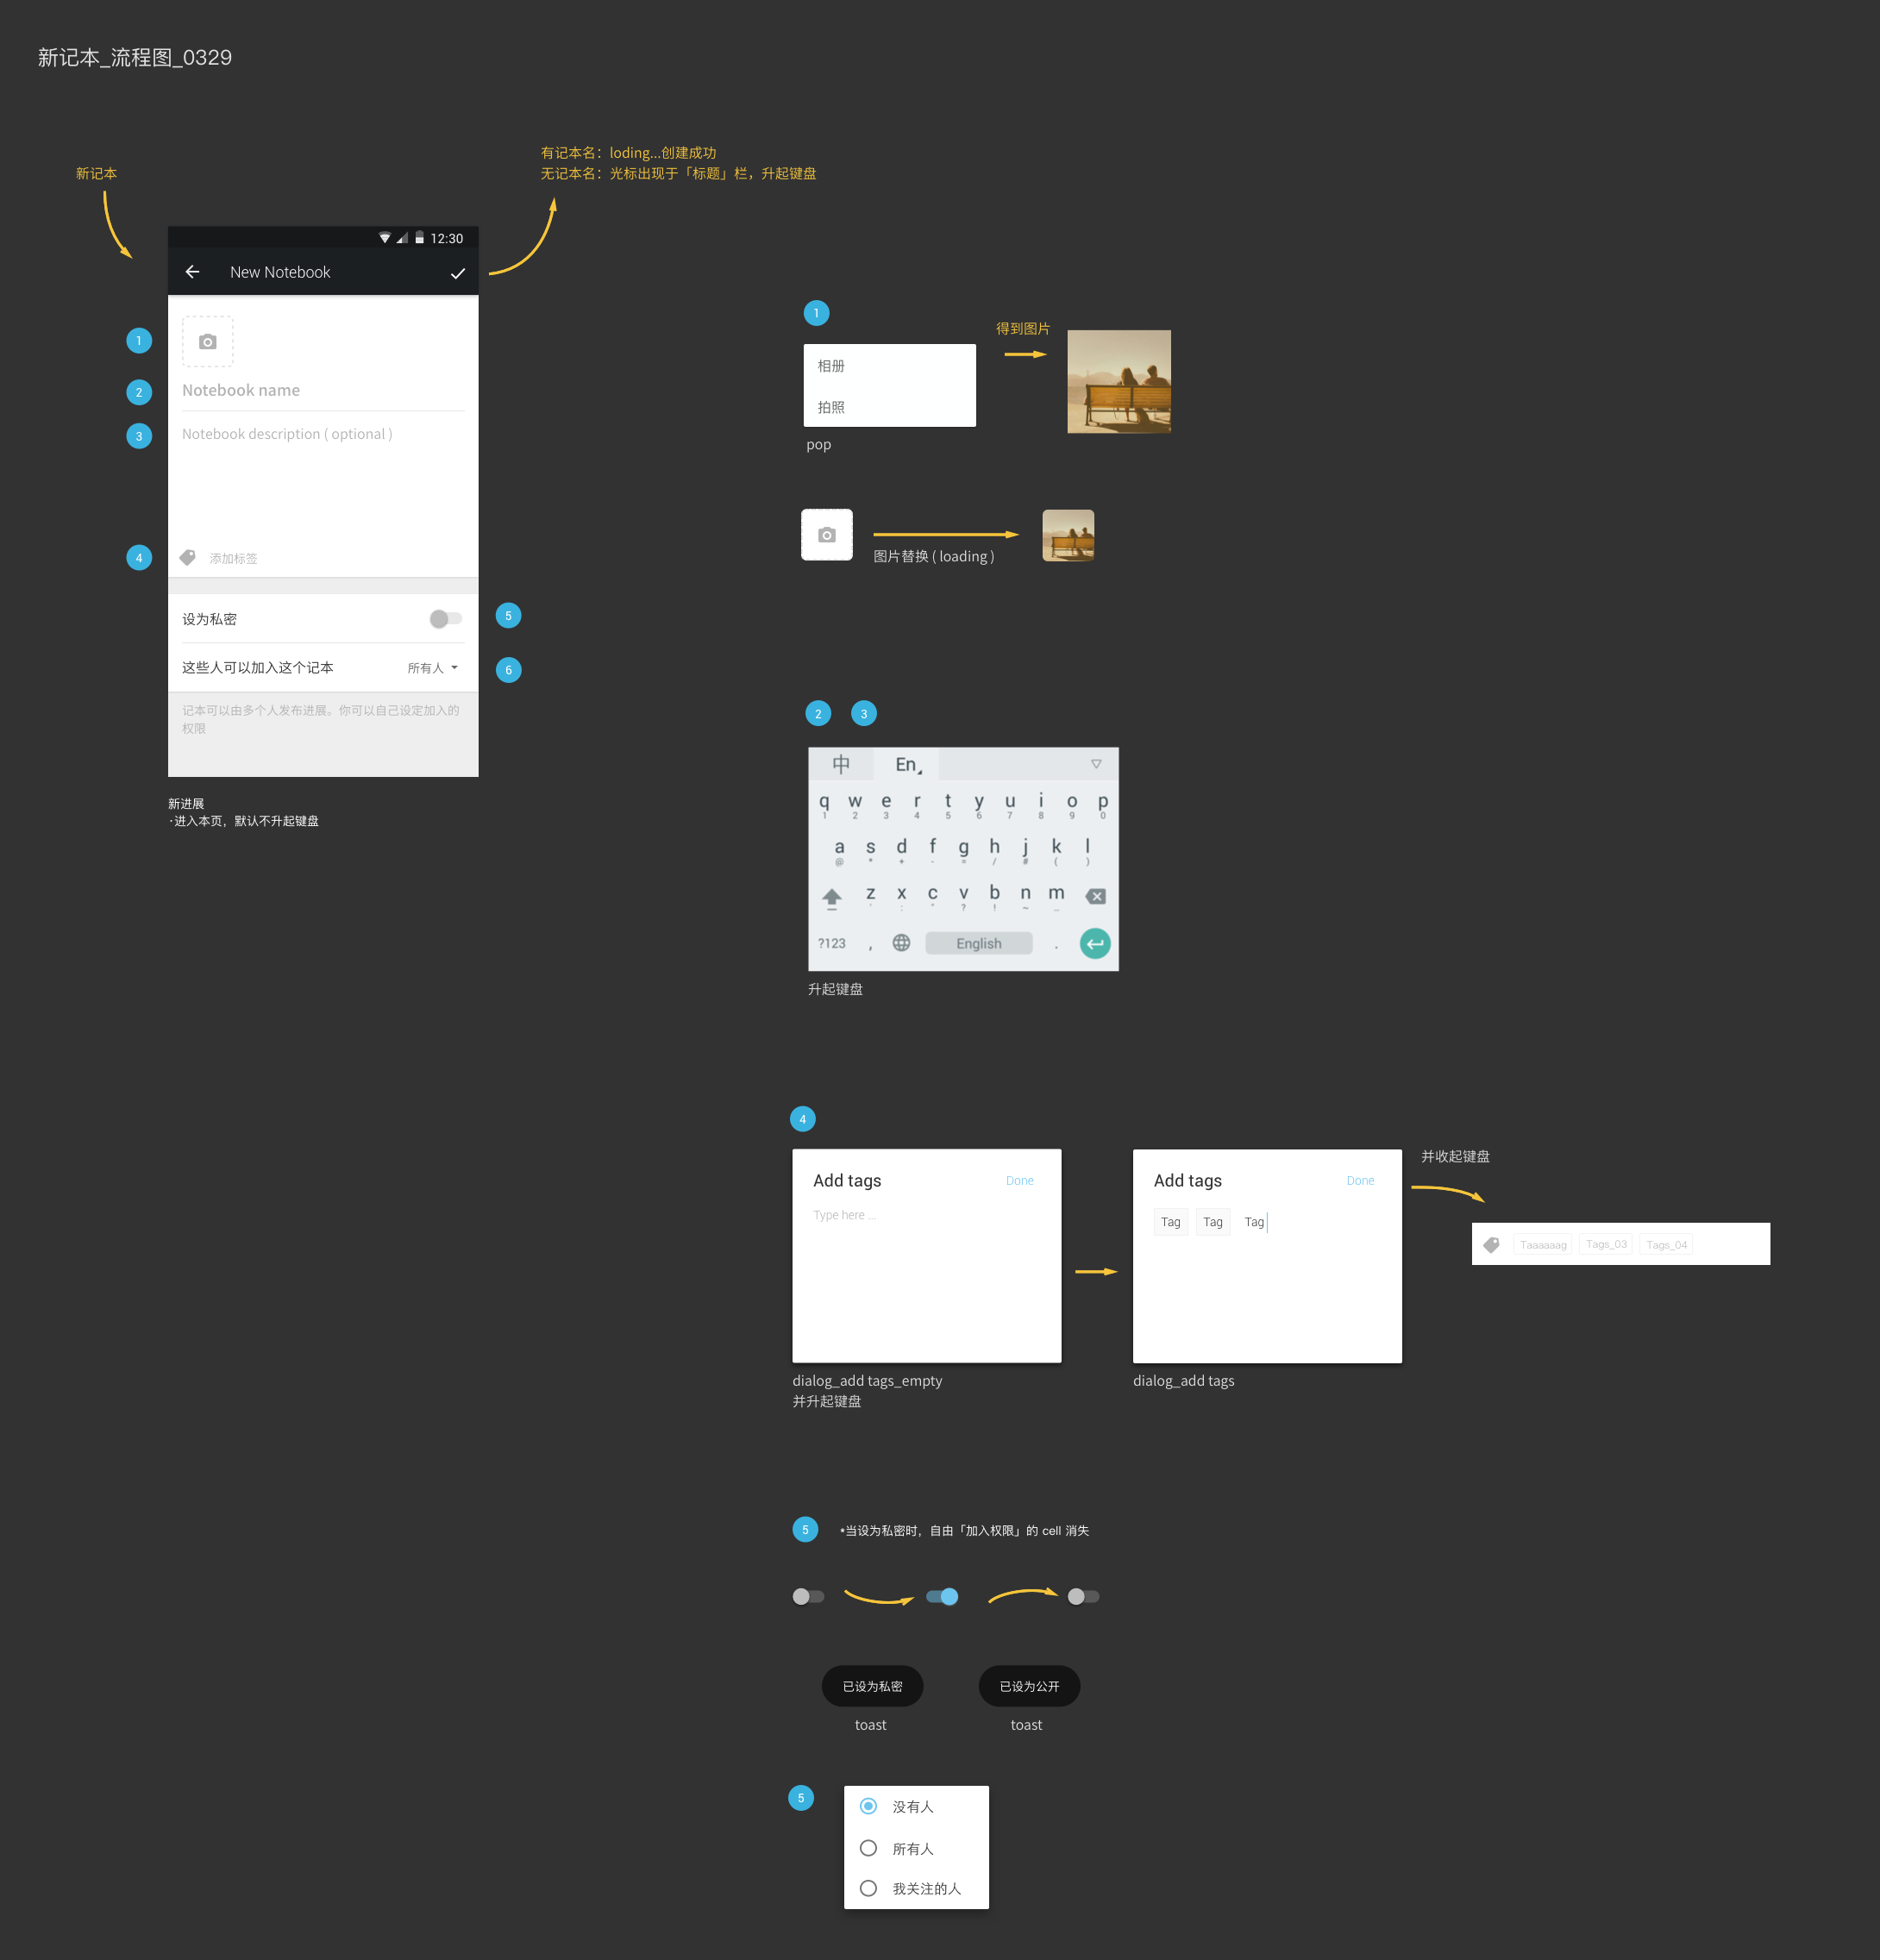 新记本_流程图_0329
新记本
有记本名：loding...创建成功
无记本名：光标出现于「标题」栏，升起键盘
12:30
New Notebook
1
2
Notebook name
3
Notebook description ( optional )
4
添加标签
设为私密
5
这些人可以加入这个记本
所有人
6
记本可以由多个人发布进展。你可以自己设定加入的
权限
新进展
·进入本页，默认不升起键盘
1
相册
拍照
pop
得到图片
图片替换 ( loading )
2 3
中 En
q w e r t y u i o p
1 2 3 4 5 6 7 8 9 0
a s d f g h j k l
@ * + - = / # ( )
z x c v b n m
' : " ? ! ~ …
?123 , English .
升起键盘
4
Add tags Done
Type here ...
dialog_add tags_empty
并升起键盘
Add tags Done
Tag Tag Tag
dialog_add tags
并收起键盘
Taaaaaag Tags_03 Tags_04
5
*当设为私密时，自由「加入权限」的 cell 消失
已设为私密
toast
已设为公开
toast
5
没有人
所有人
我关注的人